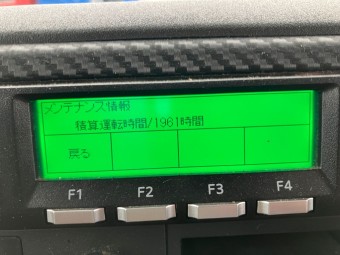 メンテナンス情報
積算運転時間/1961時間
戻る
F1 F2 F3 F4